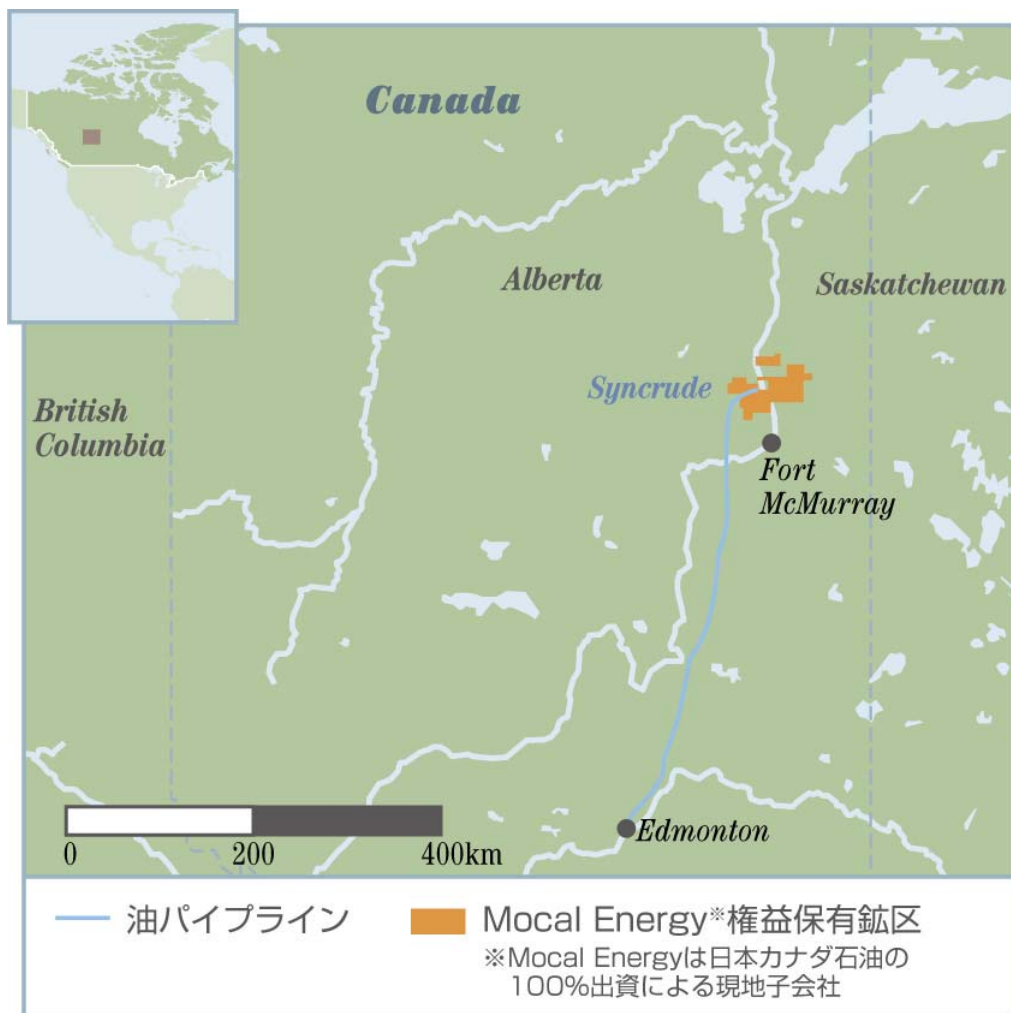 Canada
Alberta
Saskatchewan
Syncrude
British
Columbia
Fort
McMurray
Edmonton
0 200 400km
油パイプライン
Mocal Energy※権益保有鉱区
※Mocal Energyは日本カナダ石油の
100%出資による現地子会社